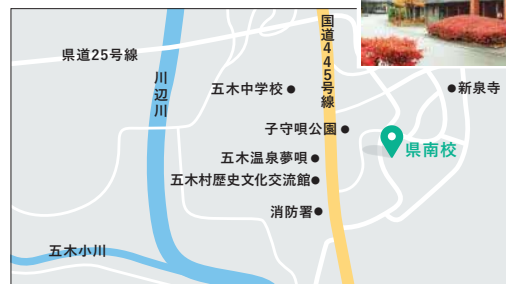 県道25号線
川辺川
国道445号線
五木中学校
新泉寺
子守唄公園
県南校
五木温泉夢唄
五木村歴史文化交流館
消防署
五木小川